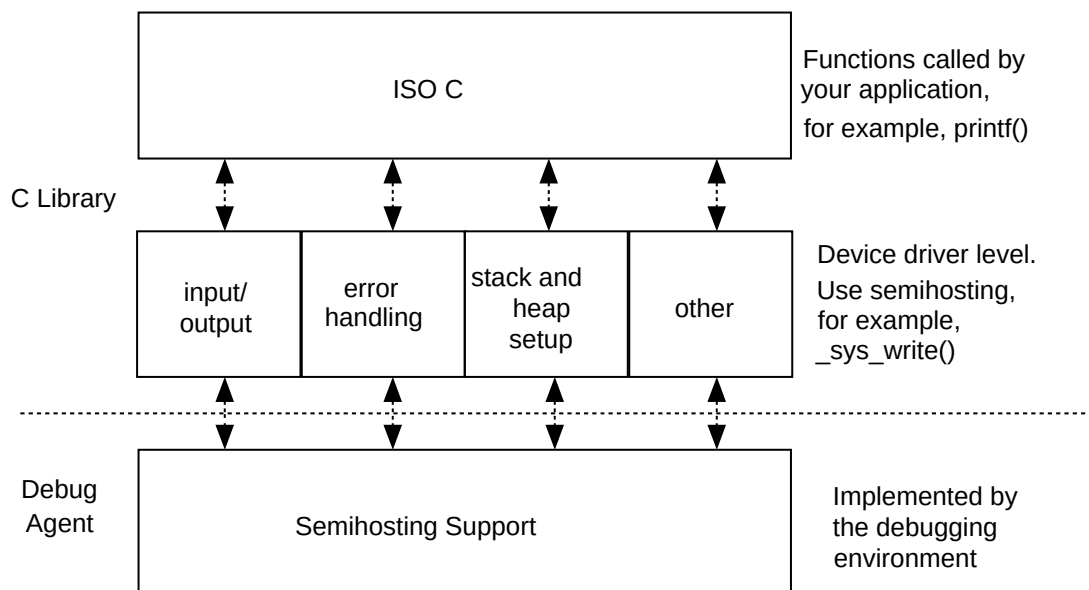 ISO C
Functions called by
your application,
for example, printf()
C Library
input/
output
error
handling
stack and
heap
setup
other
Device driver level.
Use semihosting,
for example,
_sys_write()
Debug
Agent
Semihosting Support
Implemented by
the debugging
environment